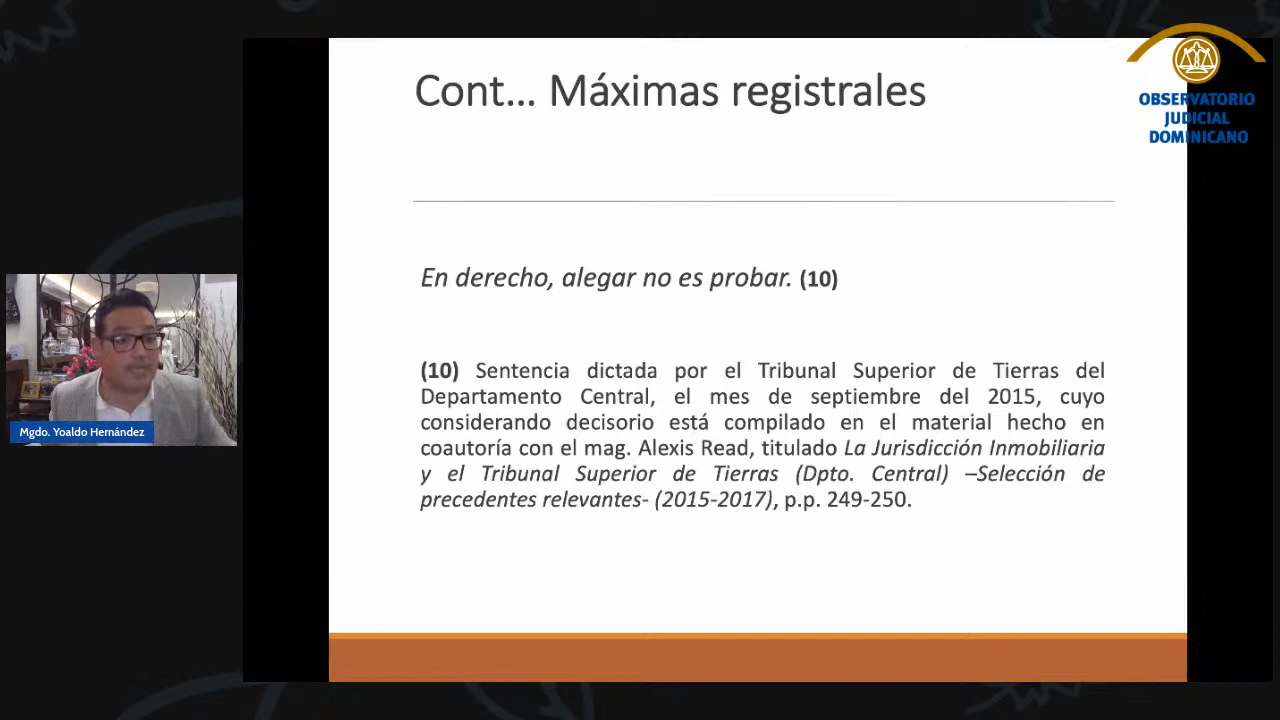 Cont... Máximas registrales
OBSERVATORIO
JUDICIAL
DOMINICANO
En derecho, alegar no es probar. (10)
(10) Sentencia dictada por el Tribunal Superior de Tierras del
Departamento Central, el mes de septiembre del 2015, cuyo
considerando decisorio está compilado en el material hecho en
coautoría con el mag. Alexis Read, titulado La Jurisdicción Inmobiliaria
y el Tribunal Superior de Tierras (Dpto. Central) –Selección de
precedentes relevantes- (2015-2017), p.p. 249-250.
Mgdo. Yoaldo Hernández